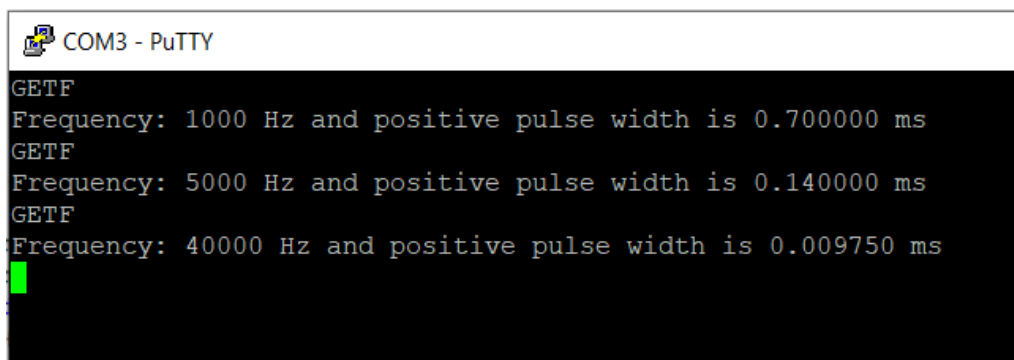 COM3 - PuTTY
GETF
Frequency: 1000 Hz and positive pulse width is 0.700000 ms
GETF
Frequency: 5000 Hz and positive pulse width is 0.140000 ms
GETF
Frequency: 40000 Hz and positive pulse width is 0.009750 ms